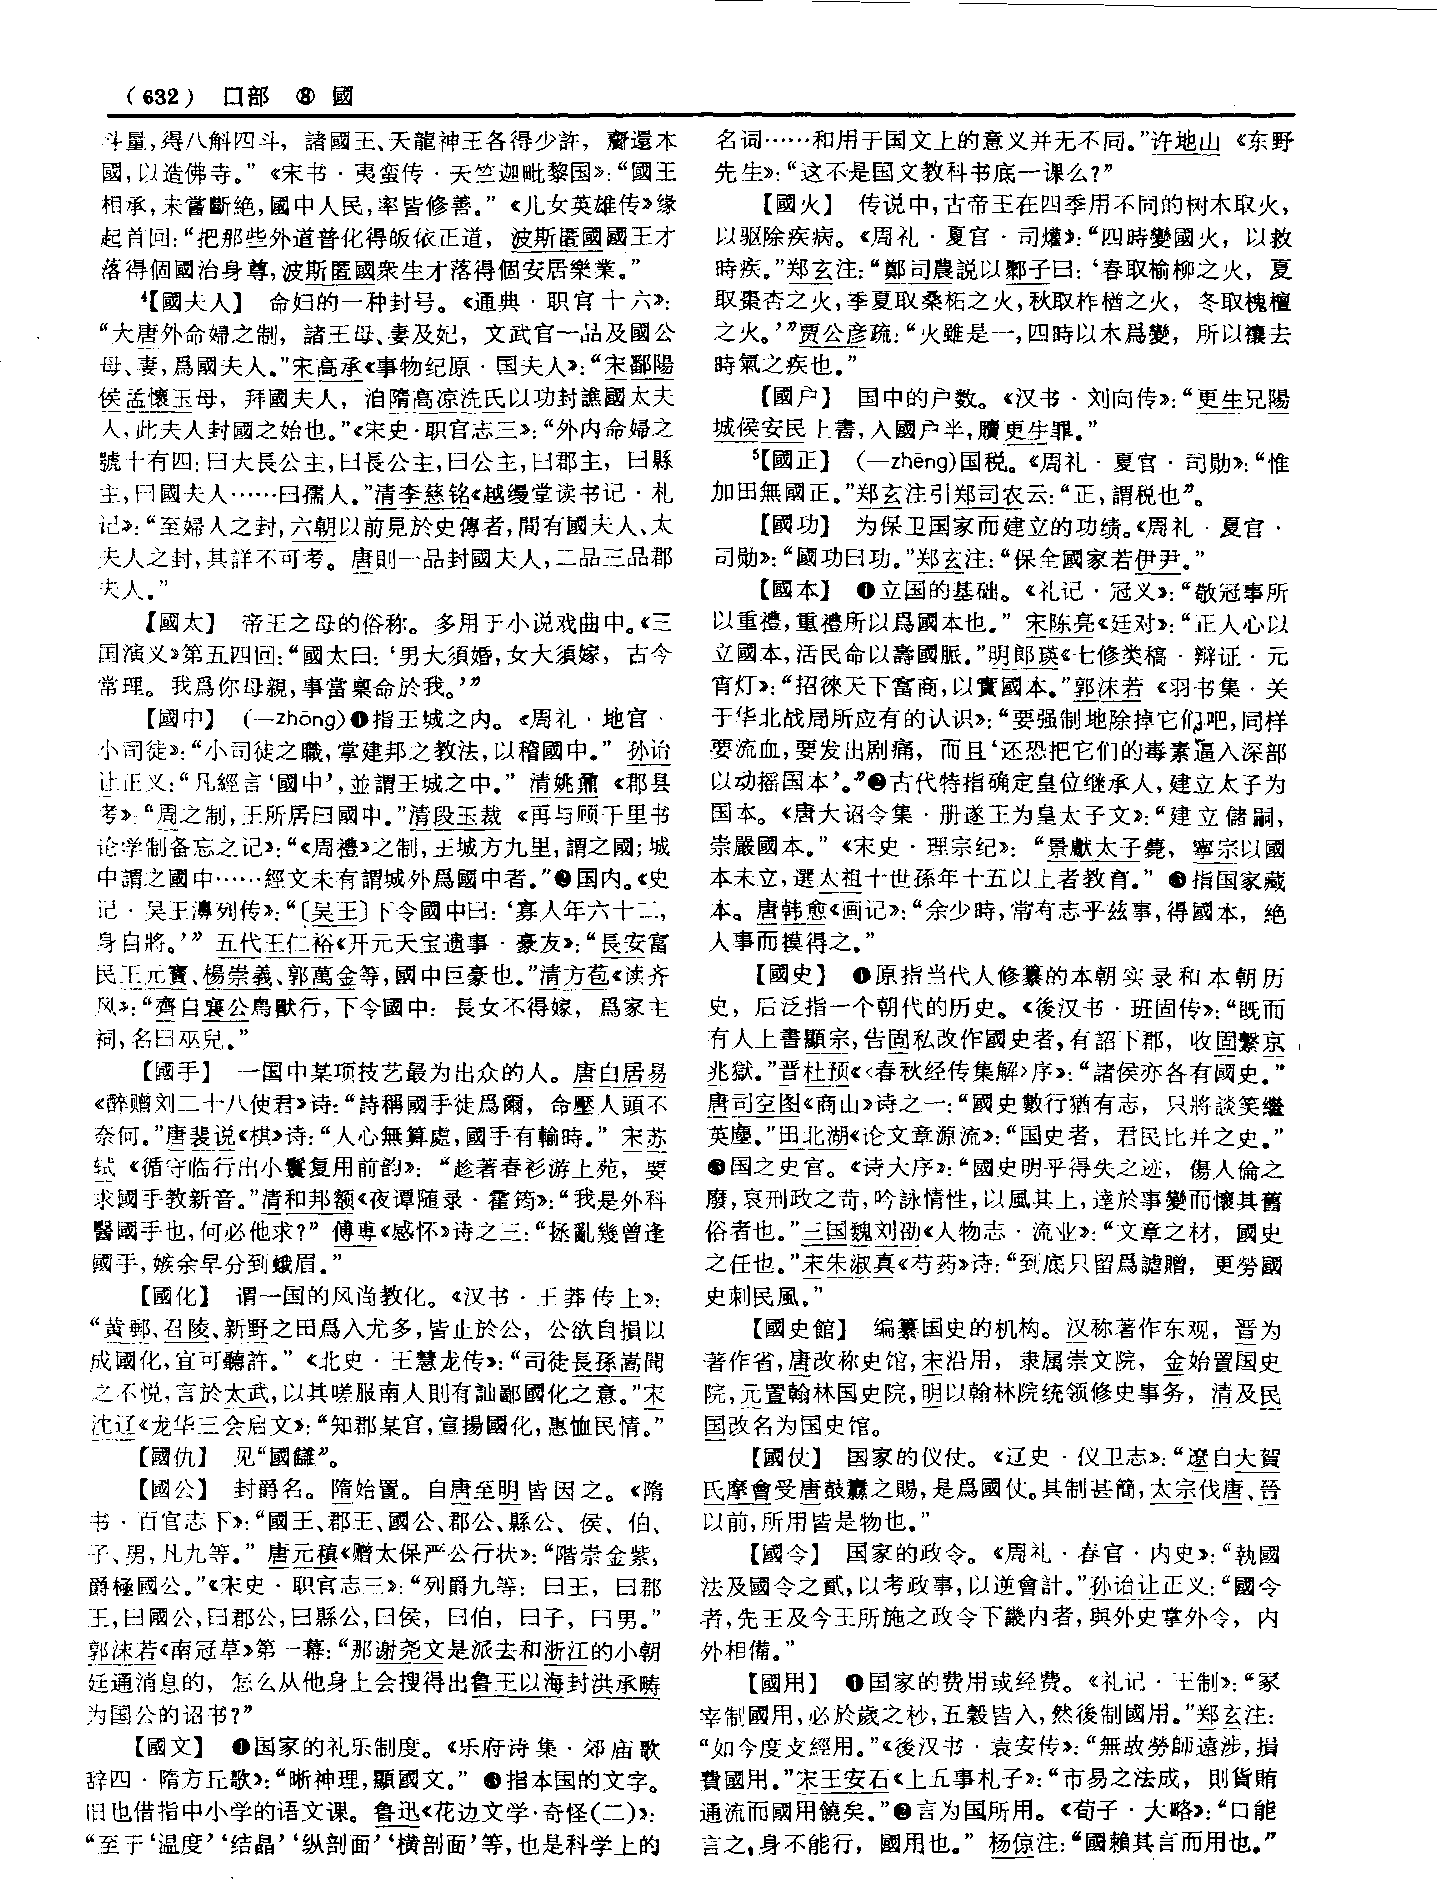 （632） 口部 ⑧ 國
斗量，得八斛四斗，諸國王、天龍神王各得少許，齎還本
國，以造佛寺。”《宋书·夷蛮传·天竺迦毗黎国》：“國王
相承，未嘗斷絶，國中人民，率皆修善。”《儿女英雄传》缘
起首回：“把那些外道普化得皈依正道，波斯匿國國王才
落得個國治身尊，波斯匿國衆生才落得個安居樂業。”
⁴【國夫人】 命妇的一种封号。《通典·职官十六》：
“大唐外命婦之制，諸王母、妻及妃，文武官一品及國公
母、妻，爲國夫人。”宋高承《事物纪原·国夫人》：“宋鄱陽
侯孟懷玉母，拜國夫人，洎隋高凉洗氏以功封譙國太夫
人，此夫人封國之始也。”《宋史·职官志三》：“外内命婦之
號十有四：曰大長公主，曰長公主，曰公主，曰郡主，曰縣
主，曰國夫人……曰孺人。”清李慈铭《越缦堂读书记·札
记》：“至婦人之封，六朝以前見於史傳者，間有國夫人、太
夫人之封，其詳不可考。唐則一品封國夫人，二品三品郡
夫人。”
【國太】 帝王之母的俗称。多用于小说戏曲中。《三
国演义》第五四回：“國太曰：‘男大須婚，女大須嫁，古今
常理。我爲你母親，事當稟命於我。’”
【國中】 (—zhōng)❶指王城之内。《周礼·地官·
小司徒》：“小司徒之職，掌建邦之教法，以稽國中。”孙诒
让正义：“凡經言‘國中’，並謂王城之中。”清姚鼐《郡县
考》：“周之制，王所居曰國中。”清段玉裁《再与顾千里书
论学制备忘之记》：“《周禮》之制，王城方九里，謂之國；城
中謂之國中……經文未有謂城外爲國中者。”❷国内。《史
记·吴王濞列传》：“〔吴王〕下令國中曰：‘寡人年六十二，
身自將。’”五代王仁裕《开元天宝遗事·豪友》：“長安富
民王元寶、楊崇義、郭萬金等，國中巨豪也。”清方苞《读齐
风》：“齊自襄公鳥獸行，下令國中：長女不得嫁，爲家主
祠，名曰巫兒。”
【國手】 一国中某项技艺最为出众的人。唐白居易
《醉赠刘二十八使君》诗：“詩稱國手徒爲爾，命壓人頭不
奈何。”唐裴说《棋》诗：“人心無算處，國手有輸時。”宋苏
轼《循守临行出小鬟复用前韵》：“趁著春衫游上苑，要
求國手教新音。”清和邦额《夜谭随录·霍筠》：“我是外科
醫國手也，何必他求？”傅専《感怀》诗之三：“拯亂幾曾逢
國手，嫉余早分到蛾眉。”
【國化】 谓一国的风尚教化。《汉书·王莽传上》：
“黄郵、召陵、新野之田爲入尤多，皆止於公，公欲自損以
成國化，宜可聽許。”《北史·王慧龙传》：“司徒長孫嵩聞
之不悦，言於太武，以其嗟服南人則有訕鄙國化之意。”宋
沈辽《龙华三会启文》：“知郡某官，宣揚國化，惠恤民情。”
【國仇】 见“國讎”。
【國公】 封爵名。隋始置。自唐至明皆因之。《隋
书·百官志下》：“國王、郡王、國公、郡公、縣公、侯、伯、
子、男，凡九等。”唐元稹《赠太保严公行状》：“階崇金紫，
爵極國公。”《宋史·职官志三》：“列爵九等：曰王，曰郡
王，曰國公，曰郡公，曰縣公，曰侯，曰伯，曰子，曰男。”
郭沫若《南冠草》第一幕：“那谢尧文是派去和浙江的小朝
廷通消息的，怎么从他身上会搜得出鲁王以海封洪承畴
为国公的诏书？”
【國文】 ❶国家的礼乐制度。《乐府诗集·郊庙歌
辞四·隋方丘歌》：“晰神理，顯國文。”❷指本国的文字。
旧也借指中小学的语文课。鲁迅《花边文学·奇怪(二)》：
“至于‘温度’‘结晶’‘纵剖面’‘横剖面’等，也是科学上的
名词……和用于国文上的意义并无不同。”许地山《东野
先生》：“这不是国文教科书底一课么？”
【國火】 传说中，古帝王在四季用不同的树木取火，
以驱除疾病。《周礼·夏官·司爟》：“四時變國火，以救
時疾。”郑玄注：“鄭司農説以鄹子曰：‘春取榆柳之火，夏
取棗杏之火，季夏取桑柘之火，秋取柞楢之火，冬取槐檀
之火。’”贾公彦疏：“火雖是一，四時以木爲變，所以禳去
時氣之疾也。”
【國户】 国中的户数。《汉书·刘向传》：“更生兄陽
城侯安民上書，入國户半，贖更生罪。”
⁵【國正】 (—zhēng)国税。《周礼·夏官·司勋》：“惟
加田無國正。”郑玄注引郑司农云：“正，謂税也”。
【國功】 为保卫国家而建立的功绩。《周礼·夏官·
司勋》：“國功曰功。”郑玄注：“保全國家若伊尹。”
【國本】 ❶立国的基础。《礼记·冠义》：“敬冠事所
以重禮，重禮所以爲國本也。”宋陈亮《廷对》：“正人心以
立國本，活民命以壽國脈。”明郎瑛《七修类稿·辩证·元
宵灯》：“招徠天下富商，以實國本。”郭沫若《羽书集·关
于华北战局所应有的认识》：“要强制地除掉它们吧，同样
要流血，要发出剧痛，而且‘还恐把它们的毒素逼入深部
以动摇国本’。”❷古代特指确定皇位继承人，建立太子为
国本。《唐大诏令集·册遂王为皇太子文》：“建立儲嗣，
崇嚴國本。”《宋史·理宗纪》：“景獻太子薨，寧宗以國
本未立，選太祖十世孫年十五以上者教育。”❸指国家藏
本。唐韩愈《画记》：“余少時，常有志乎兹事，得國本，絶
人事而摸得之。”
【國史】 ❶原指当代人修纂的本朝实录和本朝历
史，后泛指一个朝代的历史。《後汉书·班固传》：“既而
有人上書顯宗，告固私改作國史者，有詔下郡，收固繫京
兆獄。”晋杜预《〈春秋经传集解〉序》：“諸侯亦各有國史。”
唐司空图《商山》诗之一：“國史數行猶有志，只將談笑繼
英塵。”田北湖《论文章源流》：“国史者，君民比并之史。”
❷国之史官。《诗大序》：“國史明乎得失之迹，傷人倫之
廢，哀刑政之苛，吟詠情性，以風其上，達於事變而懷其舊
俗者也。”三国魏刘劭《人物志·流业》：“文章之材，國史
之任也。”宋朱淑真《芍药》诗：“到底只留爲謔贈，更勞國
史刺民風。”
【國史館】 编纂国史的机构。汉称著作东观，晋为
著作省，唐改称史馆，宋沿用，隶属崇文院，金始置国史
院，元置翰林国史院，明以翰林院统领修史事务，清及民
国改名为国史馆。
【國仗】 国家的仪仗。《辽史·仪卫志》：“遼自大賀
氏摩會受唐鼓纛之賜，是爲國仗。其制甚簡，太宗伐唐、晉
以前，所用皆是物也。”
【國令】 国家的政令。《周礼·春官·内史》：“執國
法及國令之貳，以考政事，以逆會計。”孙诒让正义：“國令
者，先王及今王所施之政令下畿内者，與外史掌外令，内
外相備。”
【國用】 ❶国家的费用或经费。《礼记·王制》：“冢
宰制國用，必於歲之杪，五穀皆入，然後制國用。”郑玄注：
“如今度支經用。”《後汉书·袁安传》：“無故勞師遠涉，損
費國用。”宋王安石《上五事札子》：“市易之法成，則貨賄
通流而國用饒矣。”❷言为国所用。《荀子·大略》：“口能
言之，身不能行，國用也。”杨倞注：“國賴其言而用也。”